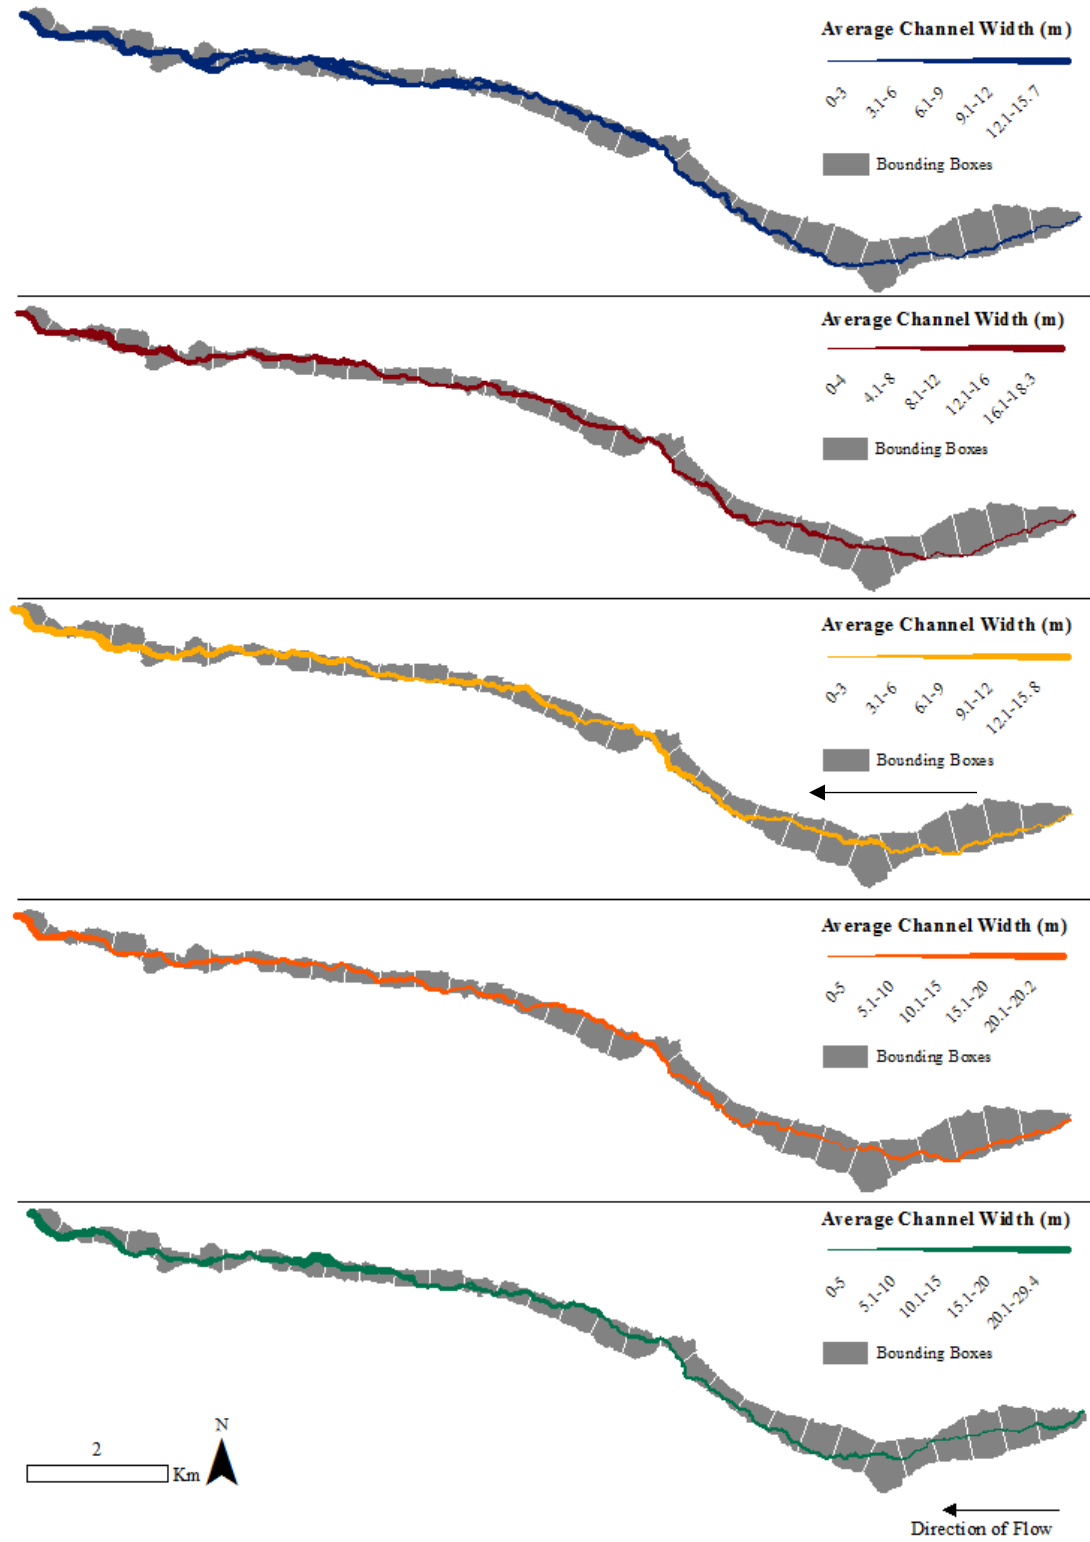 Average Channel Width (m)
0-3
3.1-6
6.1-9
9.1-12
12.1-15.7
Bounding Boxes
Average Channel Width (m)
0-4
4.1-8
8.1-12
12.1-16
16.1-18.3
Bounding Boxes
Average Channel Width (m)
0-3
3.1-6
6.1-9
9.1-12
12.1-15.8
Bounding Boxes
Average Channel Width (m)
0-5
5.1-10
10.1-15
15.1-20
20.1-20.2
Bounding Boxes
Average Channel Width (m)
0-5
5.1-10
10.1-15
15.1-20
20.1-29.4
Bounding Boxes
N
2
Km
Direction of Flow